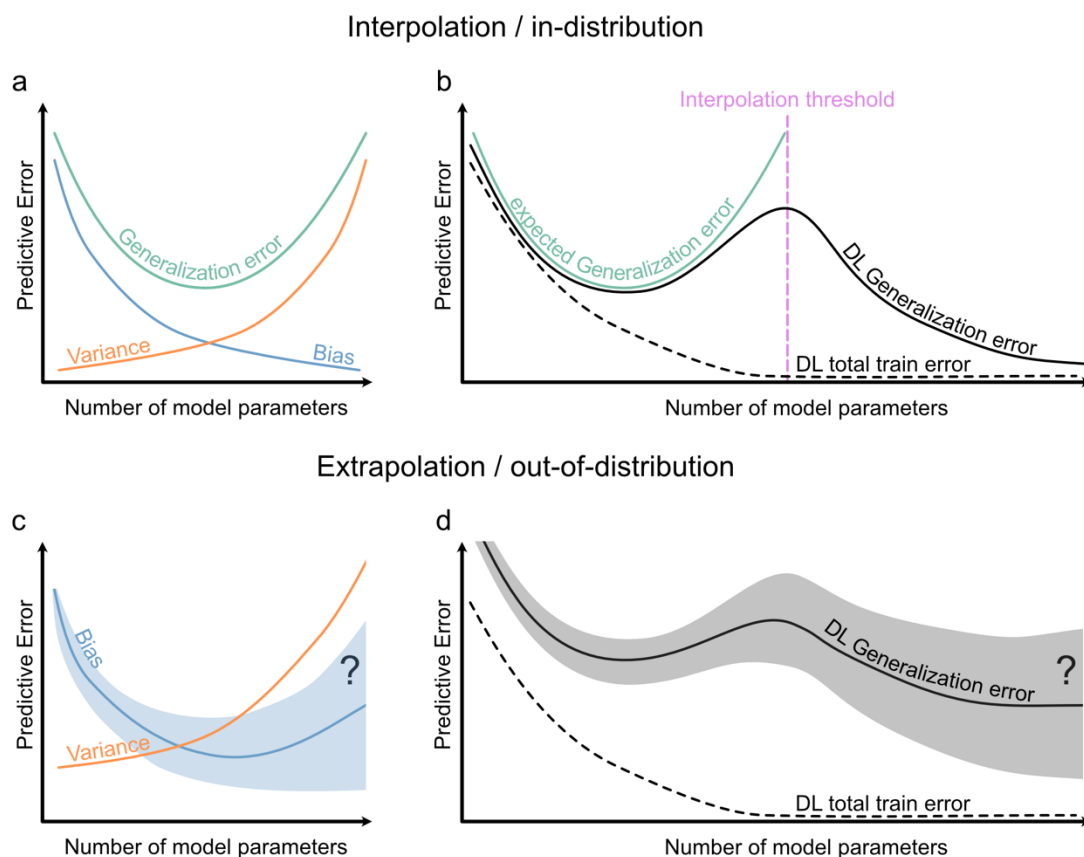 Interpolation / in-distribution
a
Predictive Error
Generalization error
Variance
Bias
Number of model parameters
b
Interpolation threshold
Predictive Error
expected Generalization error
DL Generalization error
DL total train error
Number of model parameters
Extrapolation / out-of-distribution
c
Predictive Error
Bias
?
Variance
Number of model parameters
d
Predictive Error
DL Generalization error
?
DL total train error
Number of model parameters